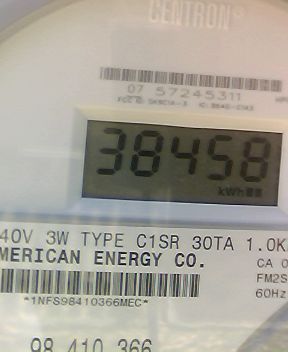 CENTRON®
07 57245311
38458
kWh
40V 3W TYPE C1SR 30TA 1.0K
MERICAN ENERGY CO.
CA 0
FM2S
60Hz
*1NFS98410366MEC*
98 410 366